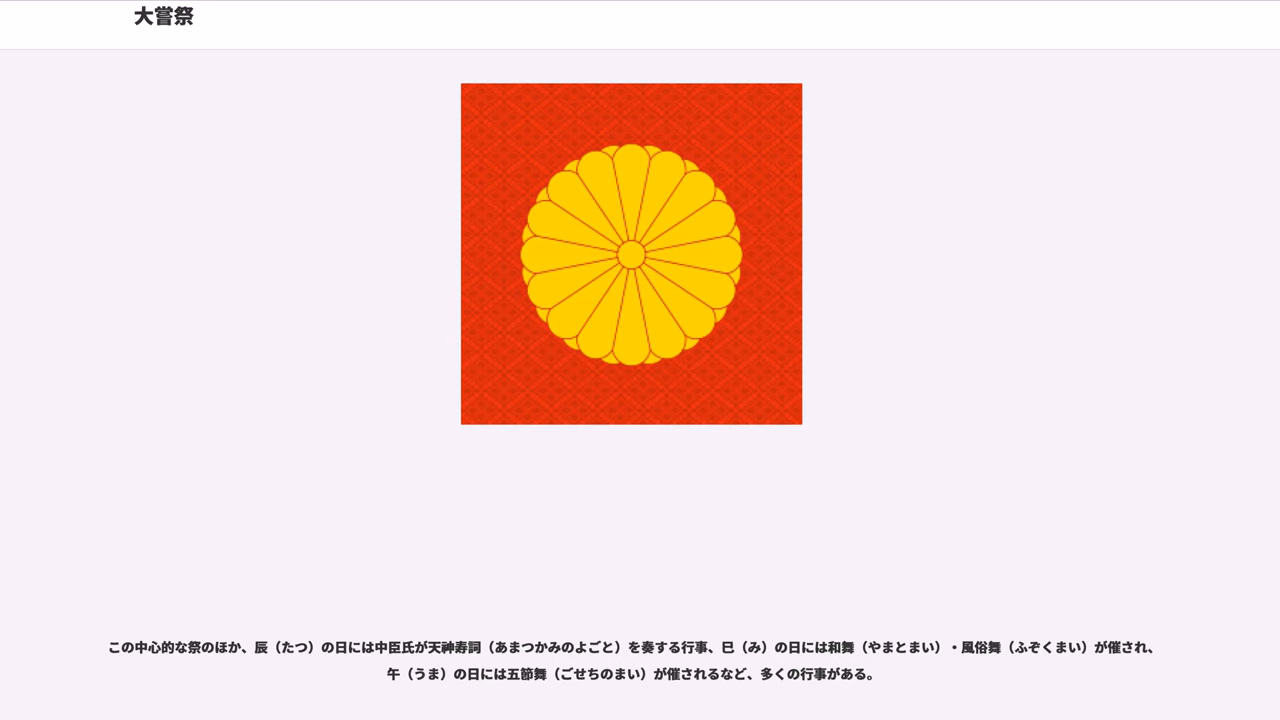 大嘗祭
この中心的な祭のほか、辰（たつ）の日には中臣氏が天神寿詞（あまつかみのよごと）を奏する行事、巳（み）の日には和舞（やまとまい）・風俗舞（ふぞくまい）が催され、
午（うま）の日には五節舞（ごせちのまい）が催されるなど、多くの行事がある。